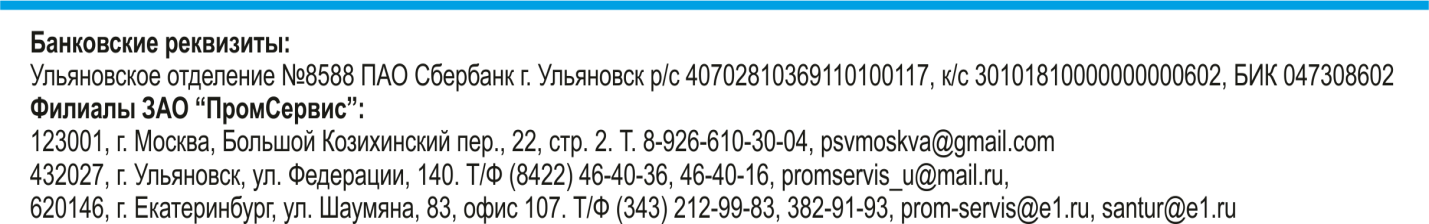 Банковские реквизиты:
Ульяновское отделение №8588 ПАО Сбербанк г. Ульяновск р/с 40702810369110100117, к/с 30101810000000000602, БИК 047308602
Филиалы ЗАО “ПромСервис”:
123001, г. Москва, Большой Козихинский пер., 22, стр. 2. Т. 8-926-610-30-04, psvmoskva@gmail.com
432027, г. Ульяновск, ул. Федерации, 140. Т/Ф (8422) 46-40-36, 46-40-16, promservis_u@mail.ru,
620146, г. Екатеринбург, ул. Шаумяна, 83, офис 107. Т/Ф (343) 212-99-83, 382-91-93, prom-servis@e1.ru, santur@e1.ru